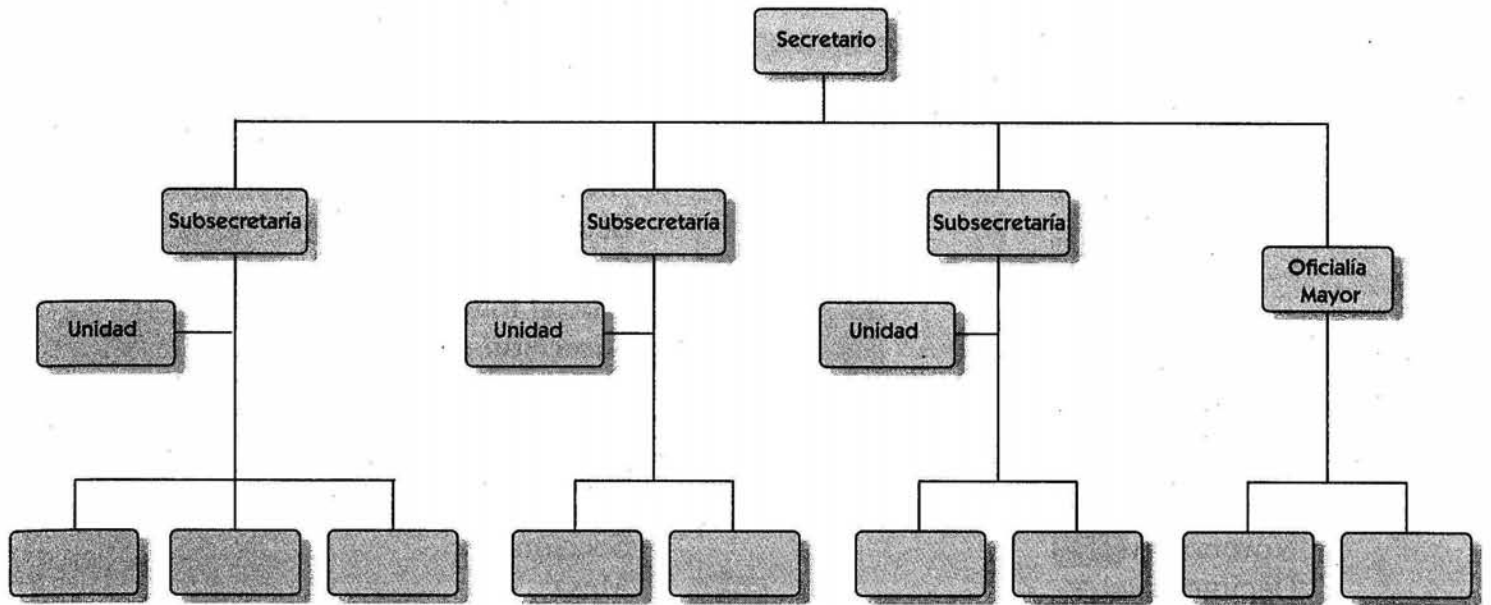 Secretario
Subsecretaría
Subsecretaría
Subsecretaría
Oficialía
Mayor
Unidad
Unidad
Unidad